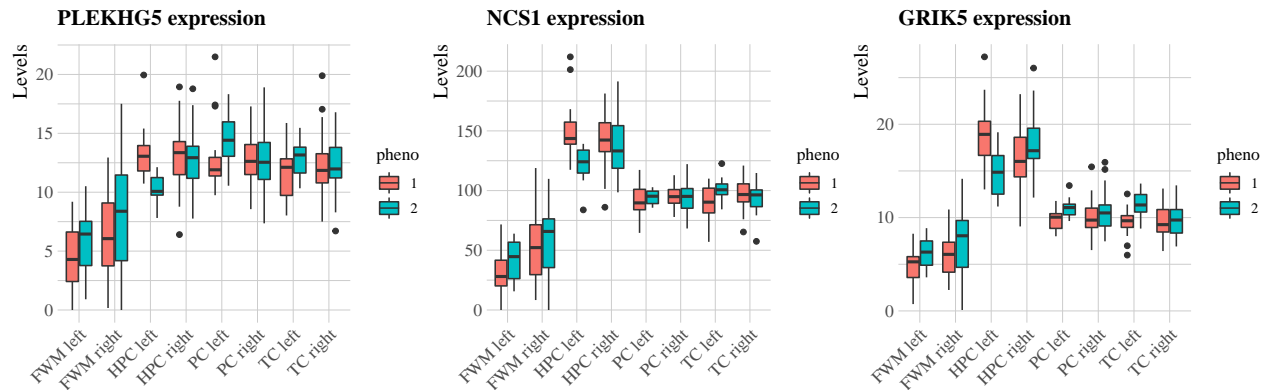 PLEKHG5 expression
Levels
20
15
10
5
0
FWM left
FWM right
HPC left
HPC right
PC left
PC right
TC left
TC right
pheno
1
2
NCS1 expression
Levels
200
150
100
50
0
FWM left
FWM right
HPC left
HPC right
PC left
PC right
TC left
TC right
pheno
1
2
GRIK5 expression
Levels
20
10
0
FWM left
FWM right
HPC left
HPC right
PC left
PC right
TC left
TC right
pheno
1
2